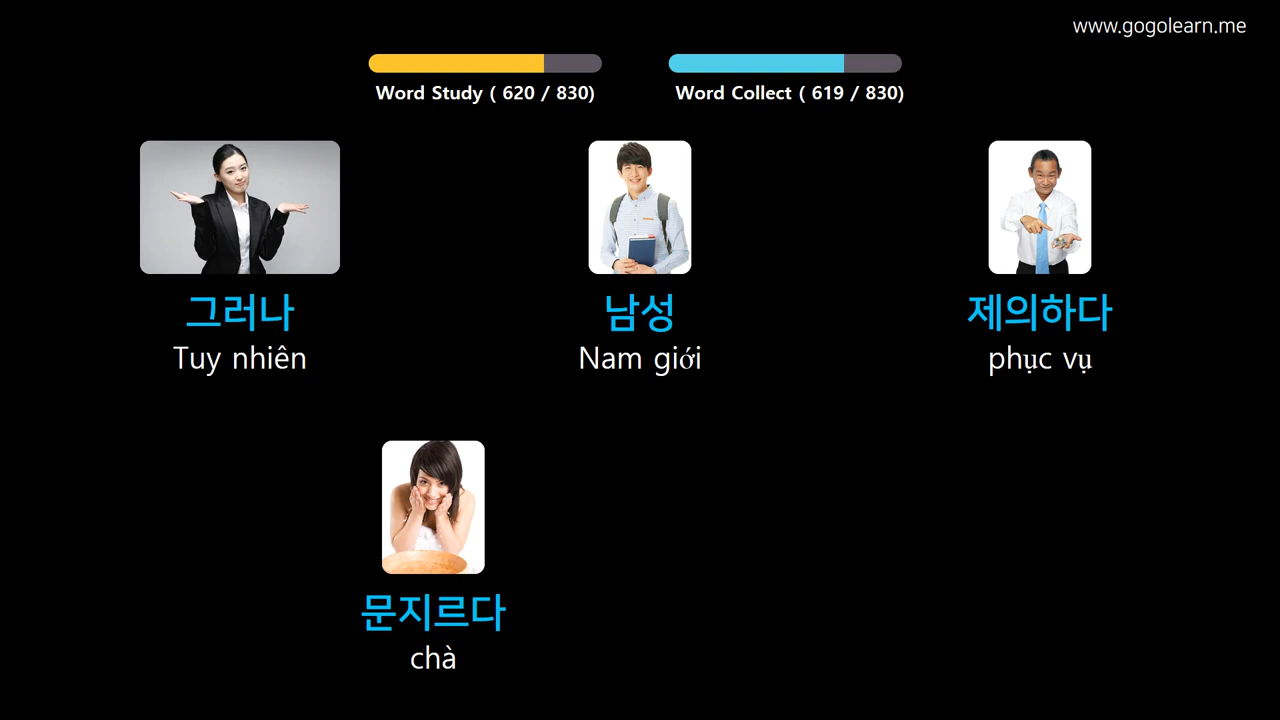 www.gogolearn.me
Word Study ( 620 / 830)
Word Collect ( 619 / 830)
그러나
Tuy nhiên
남성
Nam giới
제의하다
phục vụ
문지르다
chà